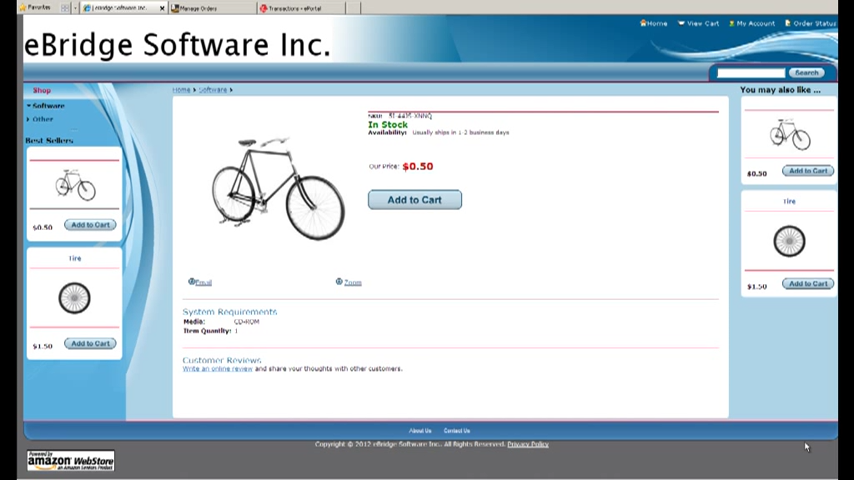 Favorites
eBridge Software Inc.
Manage Orders
Transactions - ePortal
Home
View Cart
My Account
Order Status
eBridge Software Inc.
Search
Shop
Software
Other
Best Sellers
$0.50
Add to Cart
Tire
$1.50
Add to Cart
Home
Software
In Stock
Availability: Usually ships in 1-2 business days
Our Price: $0.50
Add to Cart
Email
Zoom
System Requirements
Media: CD-ROM
Item Quantity: 1
Customer Reviews
Write an online review and share your thoughts with other customers.
You may also like ...
$0.50
Add to Cart
Tire
$1.50
Add to Cart
About Us
Contact Us
Copyright © 2012 eBridge Software Inc.. All Rights Reserved. Privacy Policy
Powered by
amazon WebStore
an Amazon Services Product